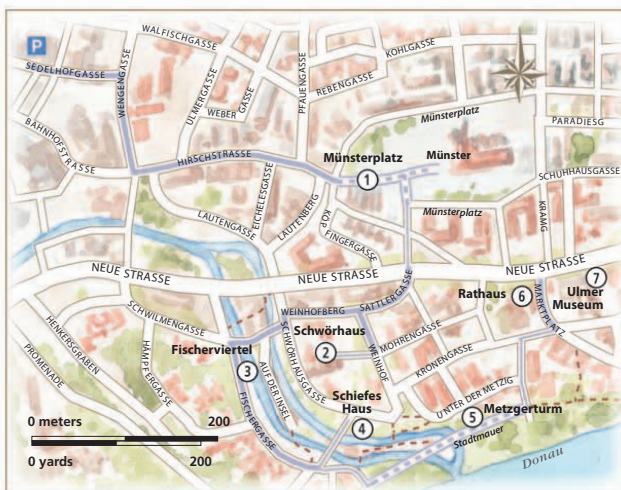 WALFISCHGASSE
P
SEDELHOFGASSE
WENGENGASSE
ULMERGASSE
WEBER GASSE
PFAUENGASSE
KOHLGASSE
REBENGASSE
Münsterplatz
PARADIESG
BAHNHOFSTRASSE
HIRSCHSTRASSE
Münsterplatz
Münster
1
SCHUHHAUSGASSE
LAUTENGASSE
EICHELESGASSE
LAUTENBERG
KOP
FINGERGASSE
Münsterplatz
KRAMG
NEUE STRASSE
NEUE STRASSE
NEUE STRASSE
7
Ulmer
Museum
Rathaus
6
MARKTPLATZ
SATTLERGASSE
WEINHOFBERG
SCHWILMENGASSE
HENKERSGRABEN
PROMENADE
HÄMPFERGASSE
Fischerviertel
3
Schwörhaus
2
SCHWÖRHAUSGASSE
WEINHOF
MOHRENGASSE
KRONENGASSE
AUF DER INSEL
FISCHERGASSE
Schiefes
Haus
4
UNTER DER METZIG
5
Metzgerturm
Stadtmauer
Donau
0 meters 200
0 yards 200